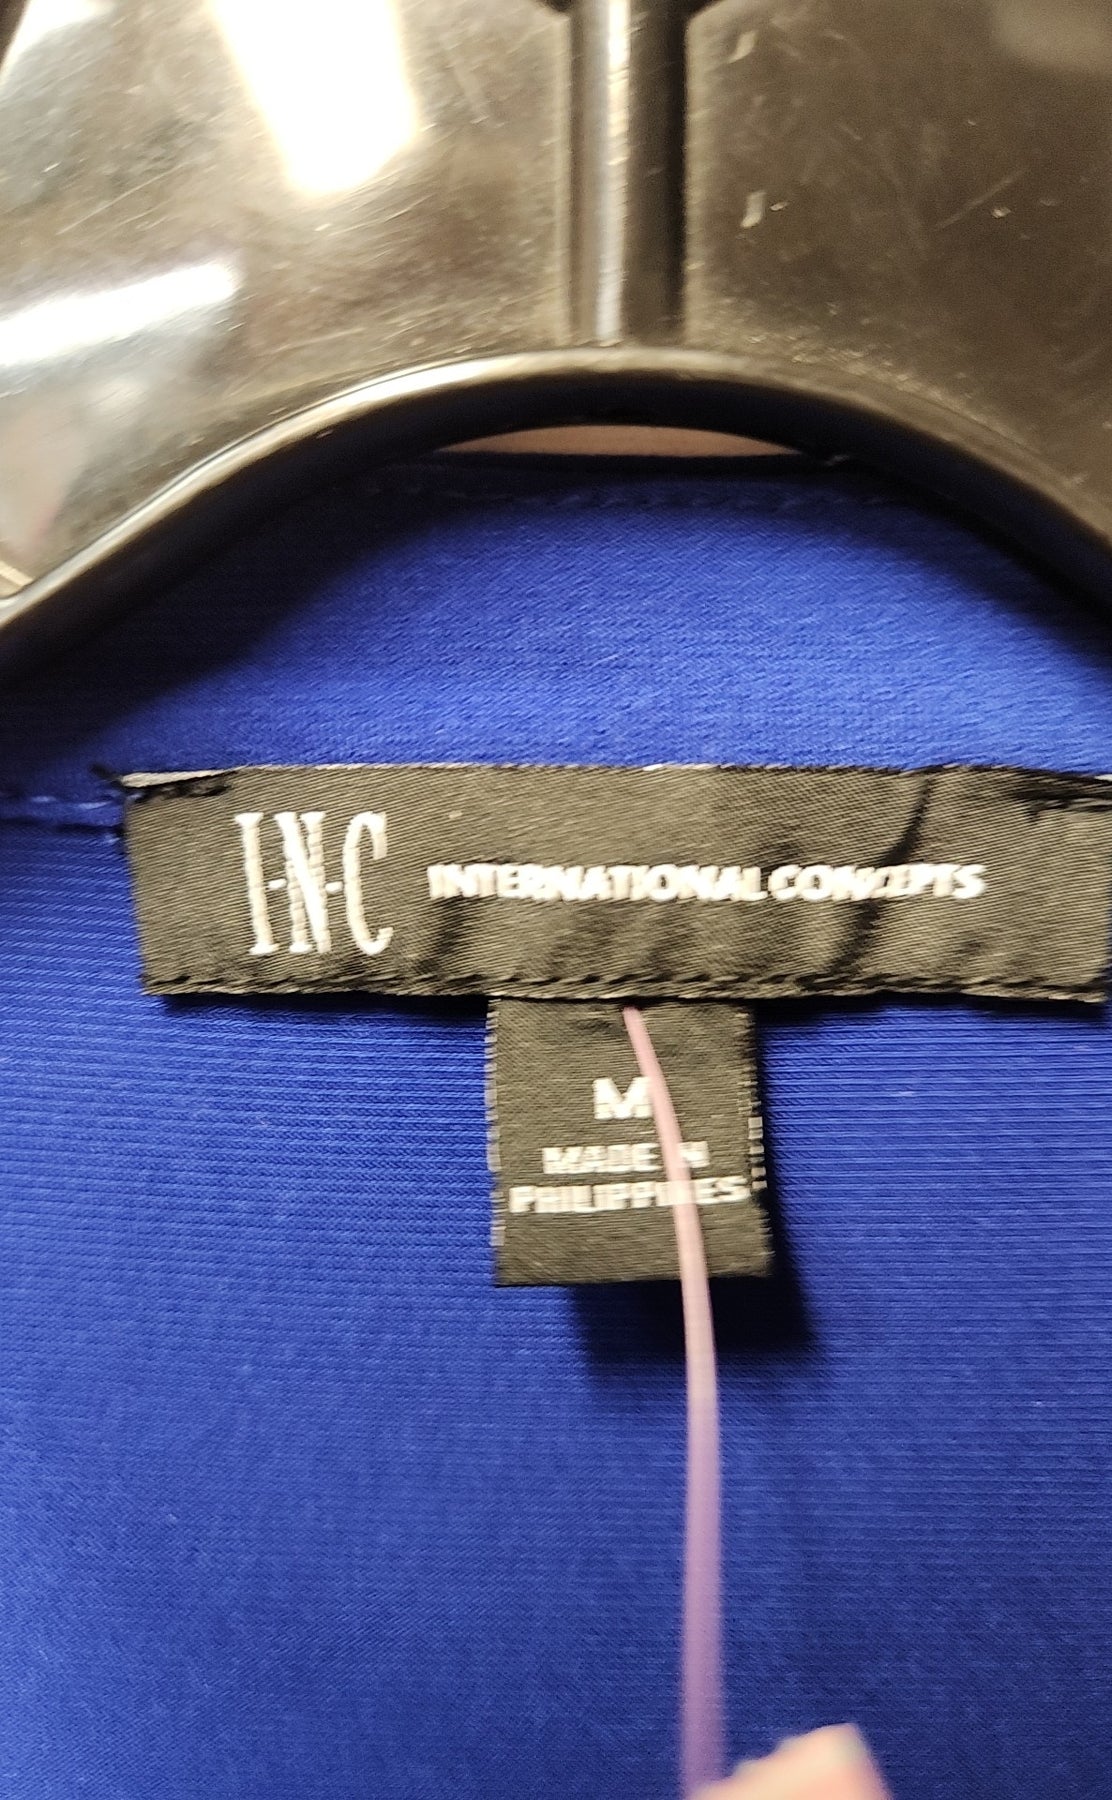 I·N·C INTERNATIONAL CONCEPTS
M
MADE IN
PHILIPPINES